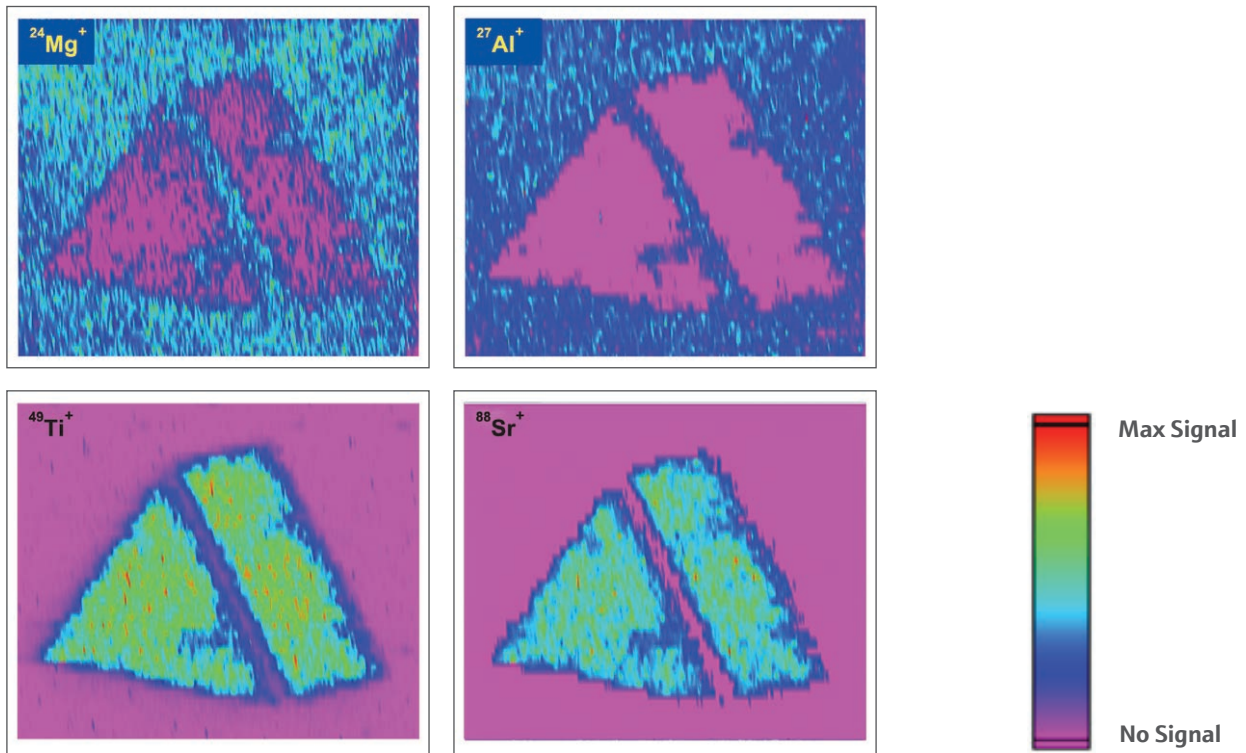 ²⁴Mg⁺
²⁷Al⁺
⁴⁹Ti⁺
⁸⁸Sr⁺
Max Signal
No Signal